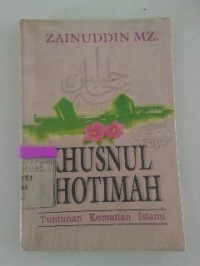 ZAINUDDIN MZ.
KHUSNUL
KHOTIMAH
Tuntunan Kematian Islami